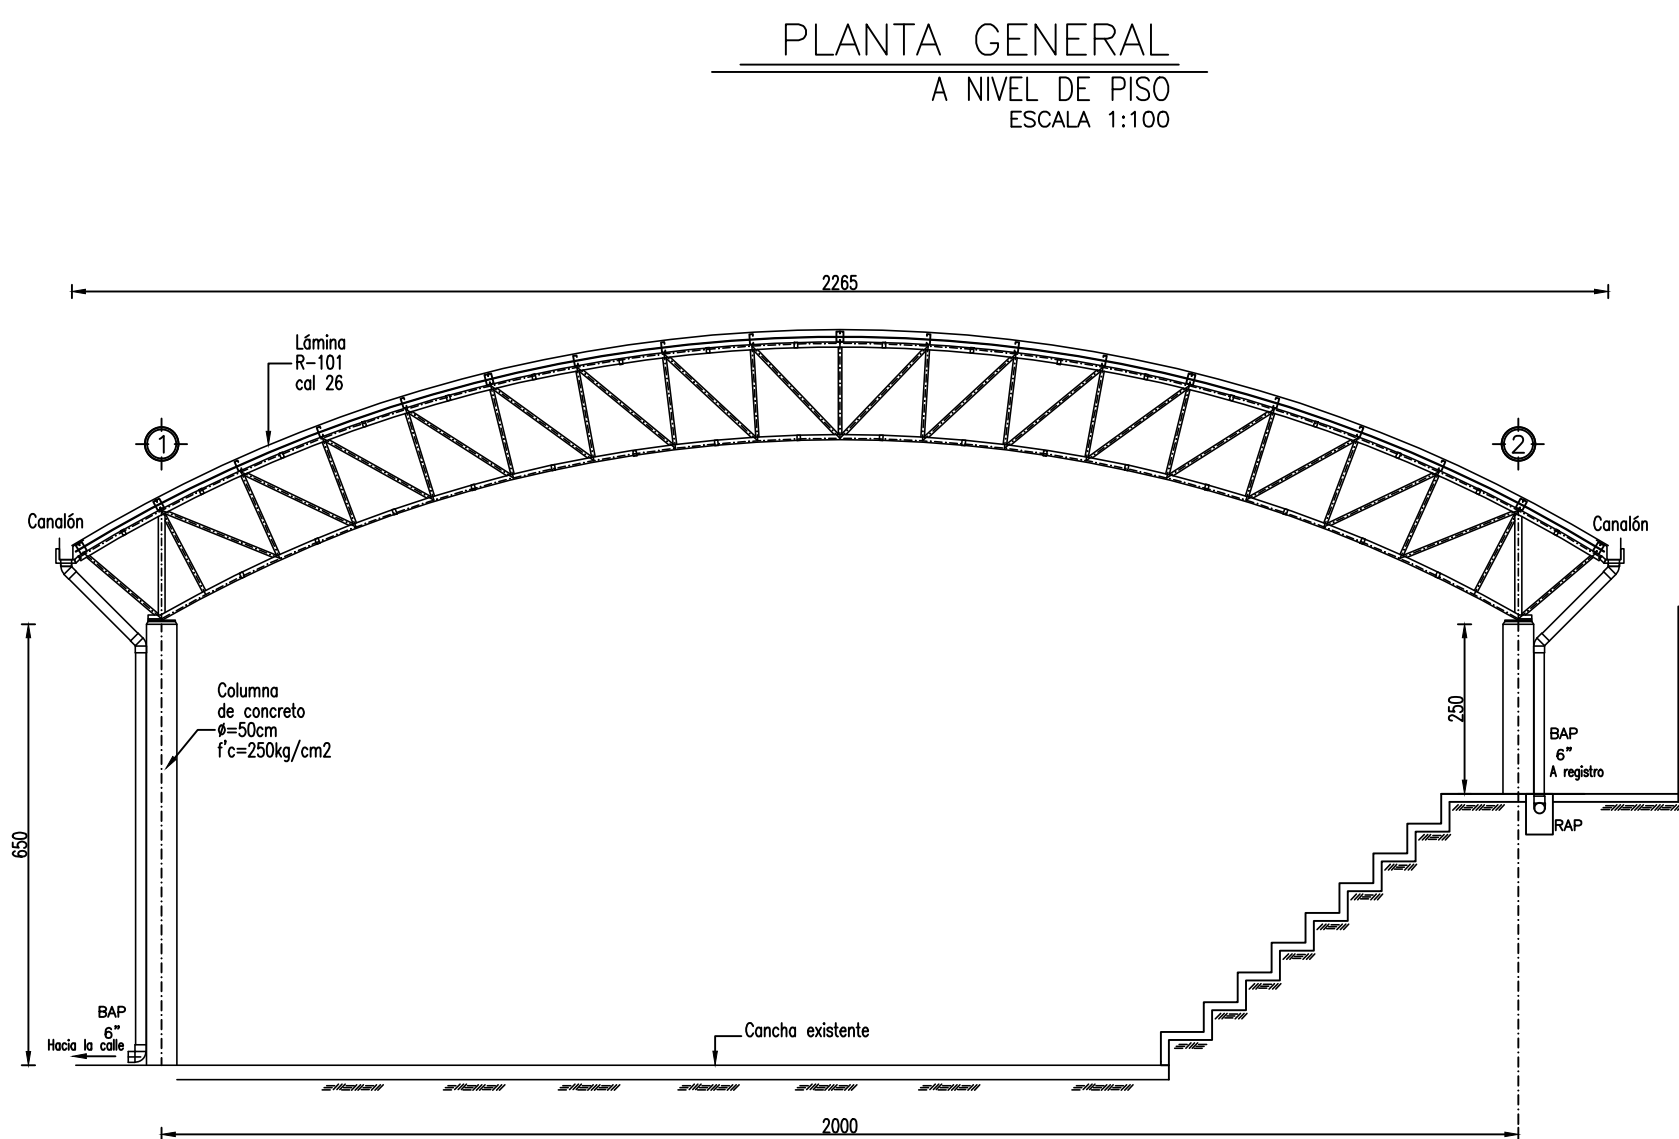 PLANTA GENERAL
A NIVEL DE PISO
ESCALA 1:100
2265
Lámina
R-101
cal 26
1
2
Canalón
Canalón
Columna
de concreto
ø=50cm
f'c=250kg/cm2
250
BAP
6"
A registro
RAP
650
BAP
6"
Hacia la calle
Cancha existente
2000